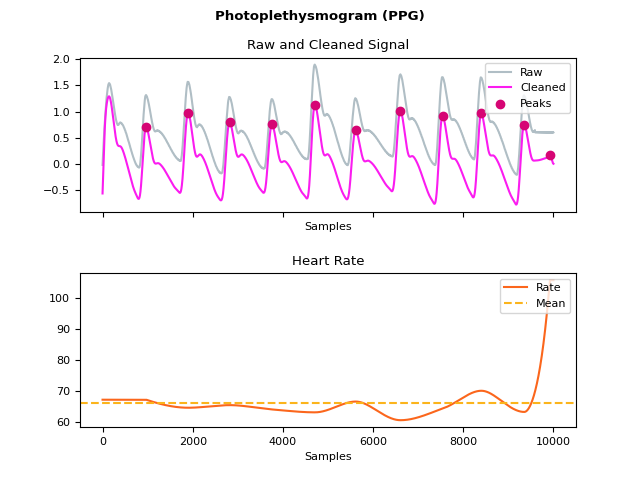 Photoplethysmogram (PPG)
Raw and Cleaned Signal
2.0
1.5
1.0
0.5
0.0
−0.5
Raw
Cleaned
Peaks
Samples
Heart Rate
100
90
80
70
60
Rate
Mean
0 2000 4000 6000 8000 10000
Samples